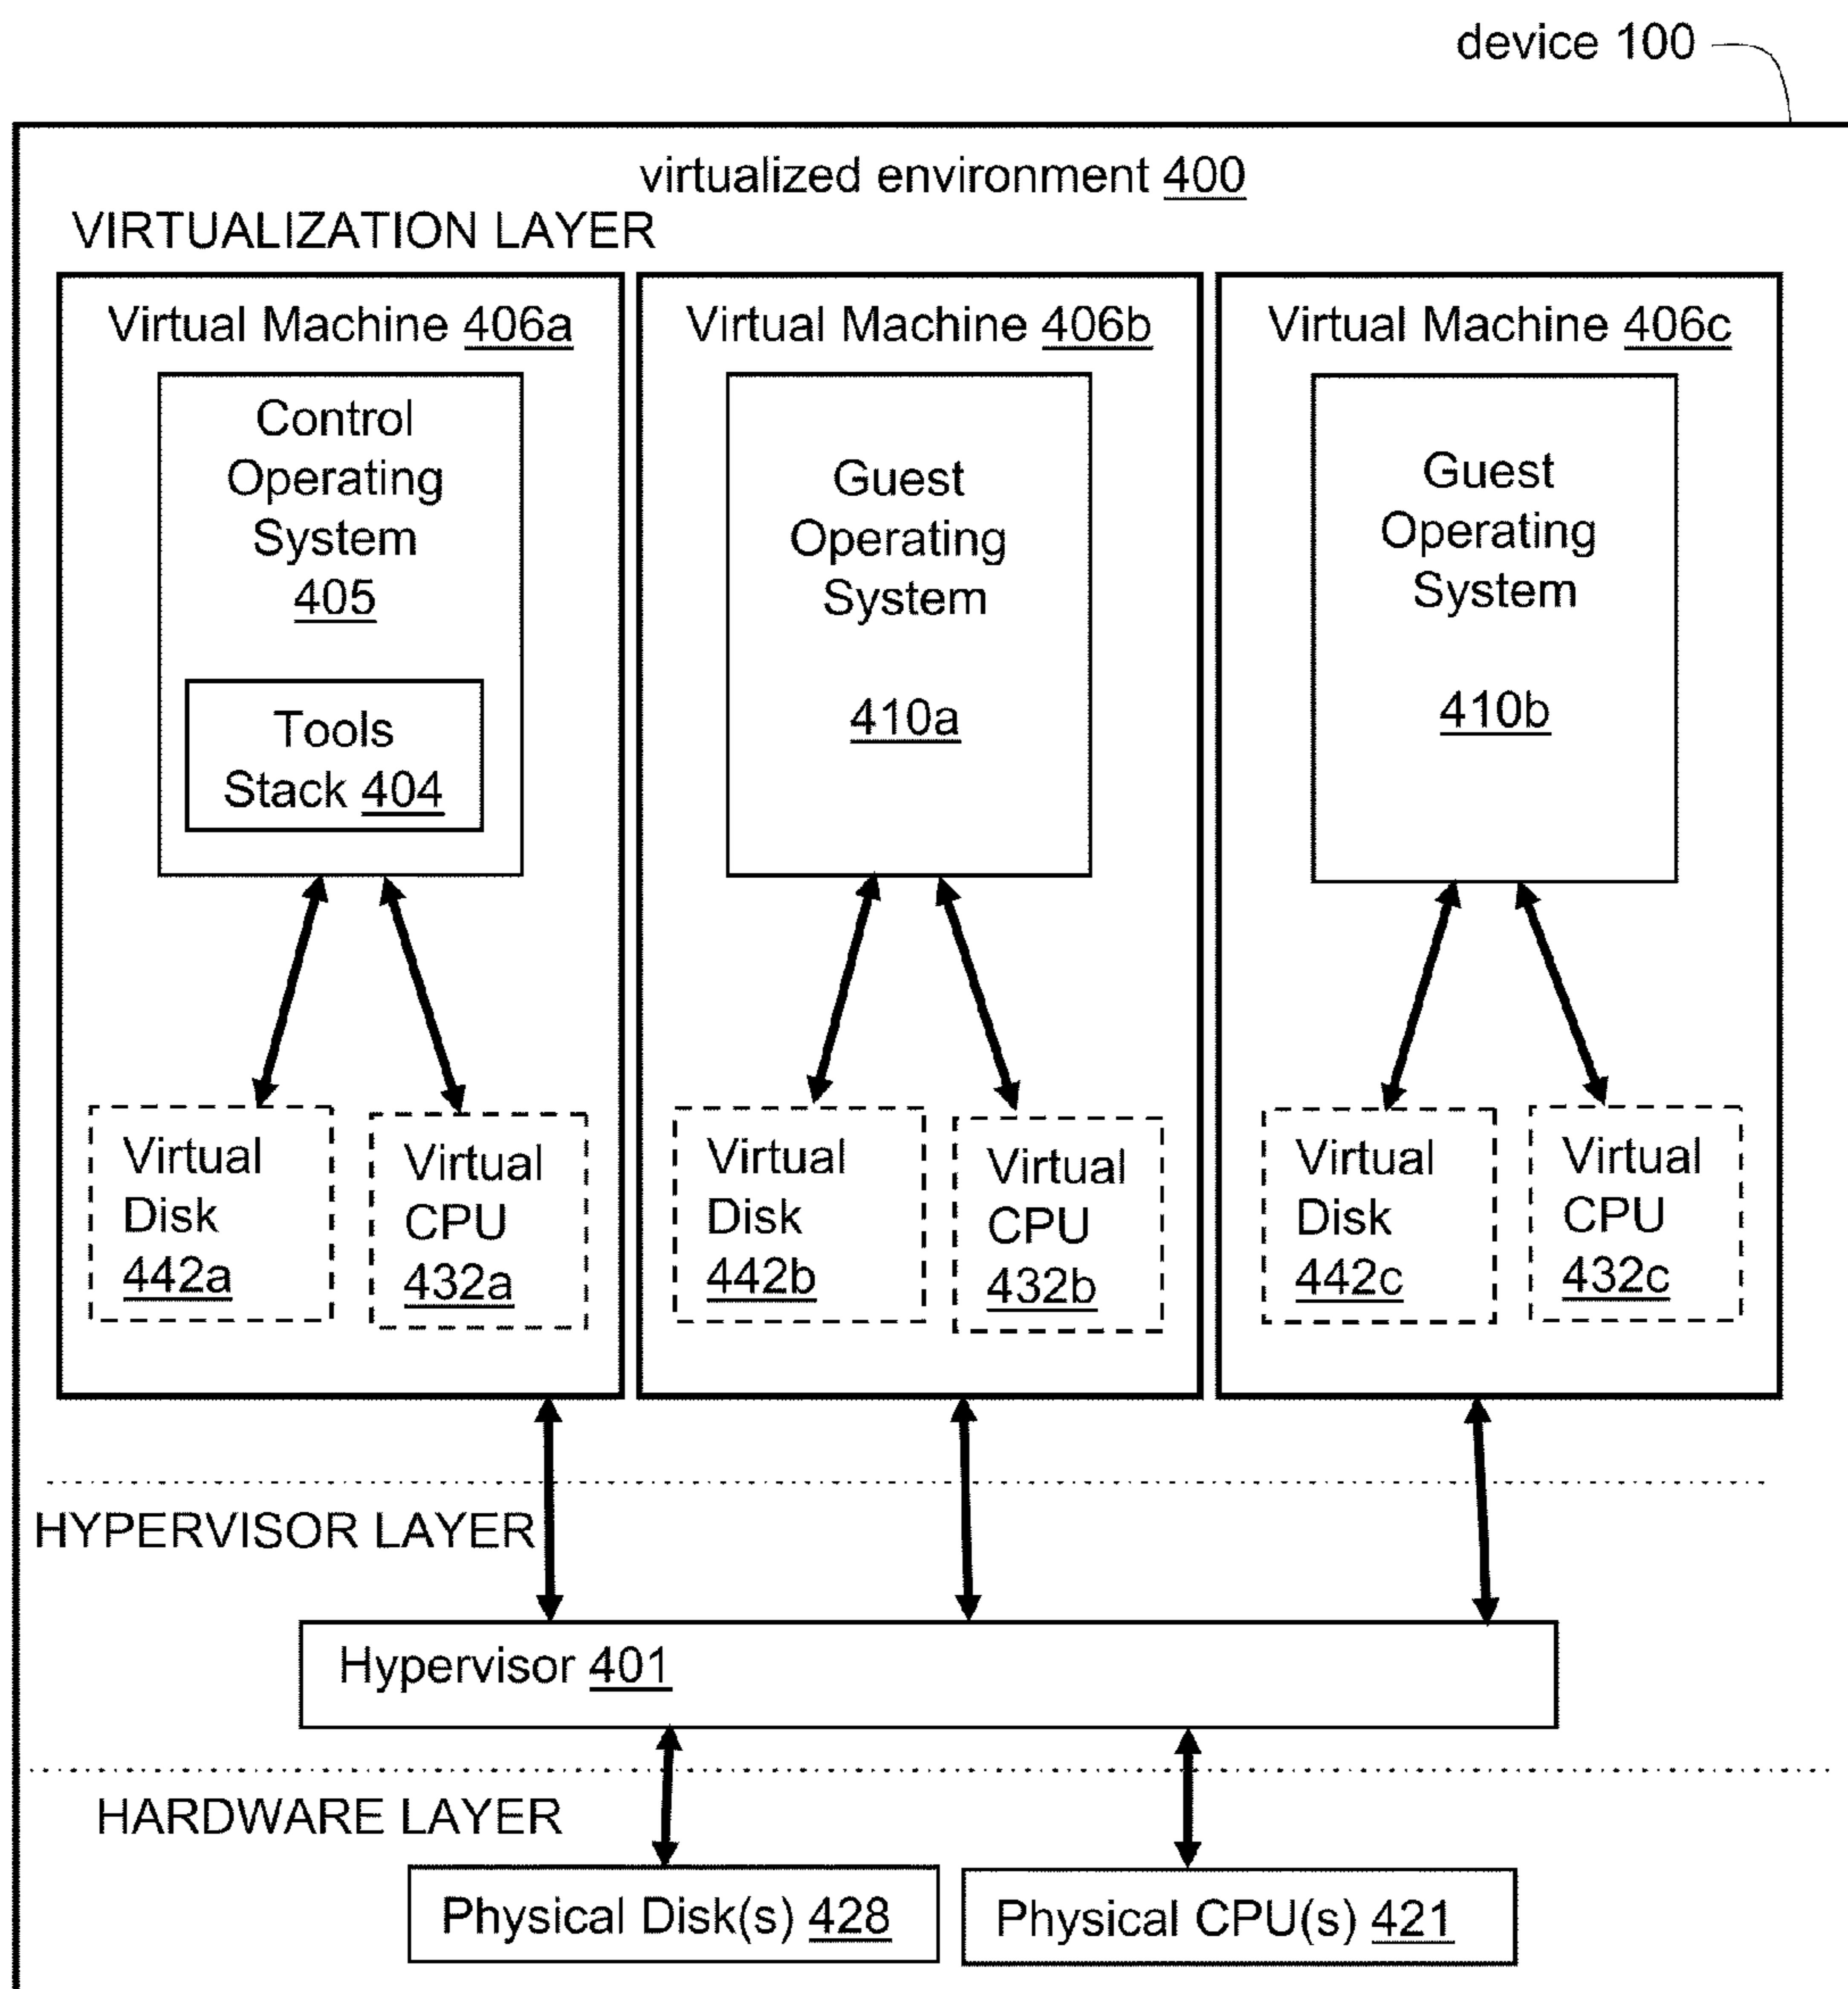 device 100
virtualized environment 400
VIRTUALIZATION LAYER
Virtual Machine 406a
Control
Operating
System
405
Tools
Stack 404
Virtual
Disk
442a
Virtual
CPU
432a
Virtual Machine 406b
Guest
Operating
System
410a
Virtual
Disk
442b
Virtual
CPU
432b
Virtual Machine 406c
Guest
Operating
System
410b
Virtual
Disk
442c
Virtual
CPU
432c
HYPERVISOR LAYER
Hypervisor 401
HARDWARE LAYER
Physical Disk(s) 428
Physical CPU(s) 421